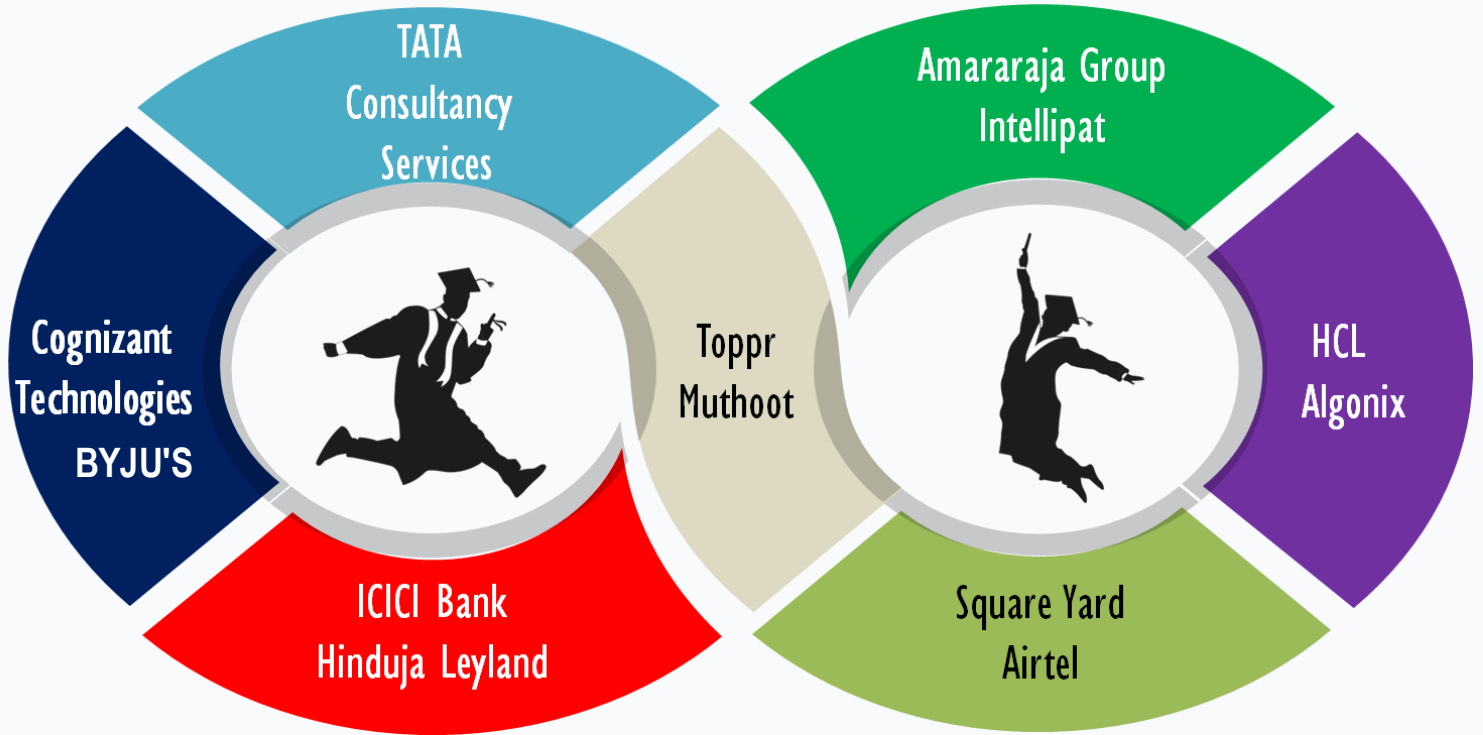 TATA
Consultancy
Services
Amararaja Group
Intellipat
Cognizant
Technologies
BYJU'S
Toppr
Muthoot
HCL
Algonix
ICICI Bank
Hinduja Leyland
Square Yard
Airtel